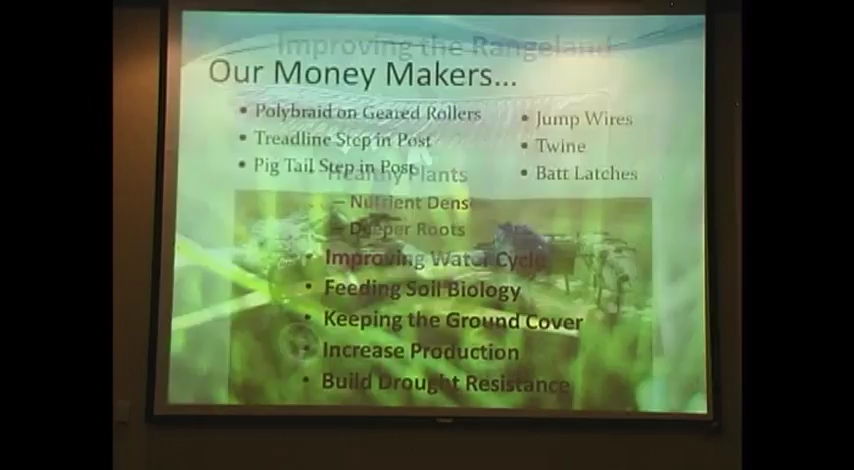 Improving the Rangeland
Our Money Makers...
• Polybraid on Geared Rollers
• Treadline Step in Post
• Pig Tail Step in Post
• Jump Wires
• Twine
• Batt Latches
Healthy Plants
– Nutrient Dens
– Deeper Roots
• Improving Water Cycle
• Feeding Soil Biology
• Keeping the Ground Cover
• Increase Production
• Build Drought Resistance